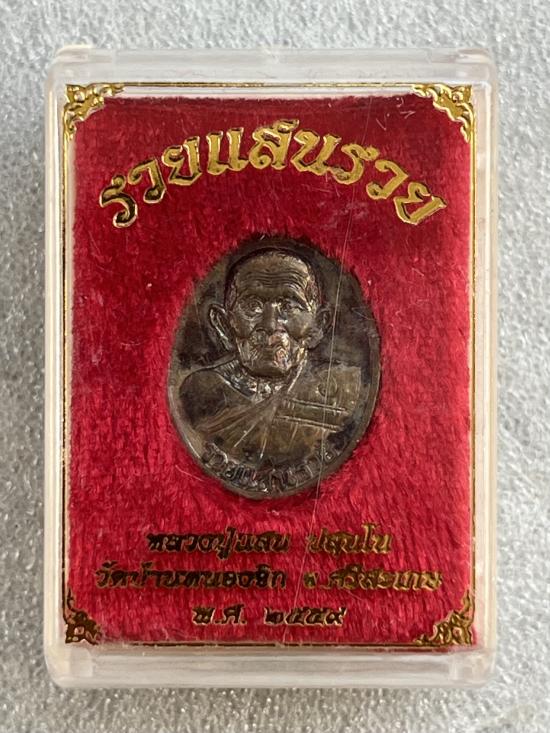 รวยแสนรวย
รวยแสนรวย
หลวงปู่แสน ปสนฺโน
วัดบ้านหนองจิก จ.ศรีสะเกษ
พ.ศ. ๒๕๕๙